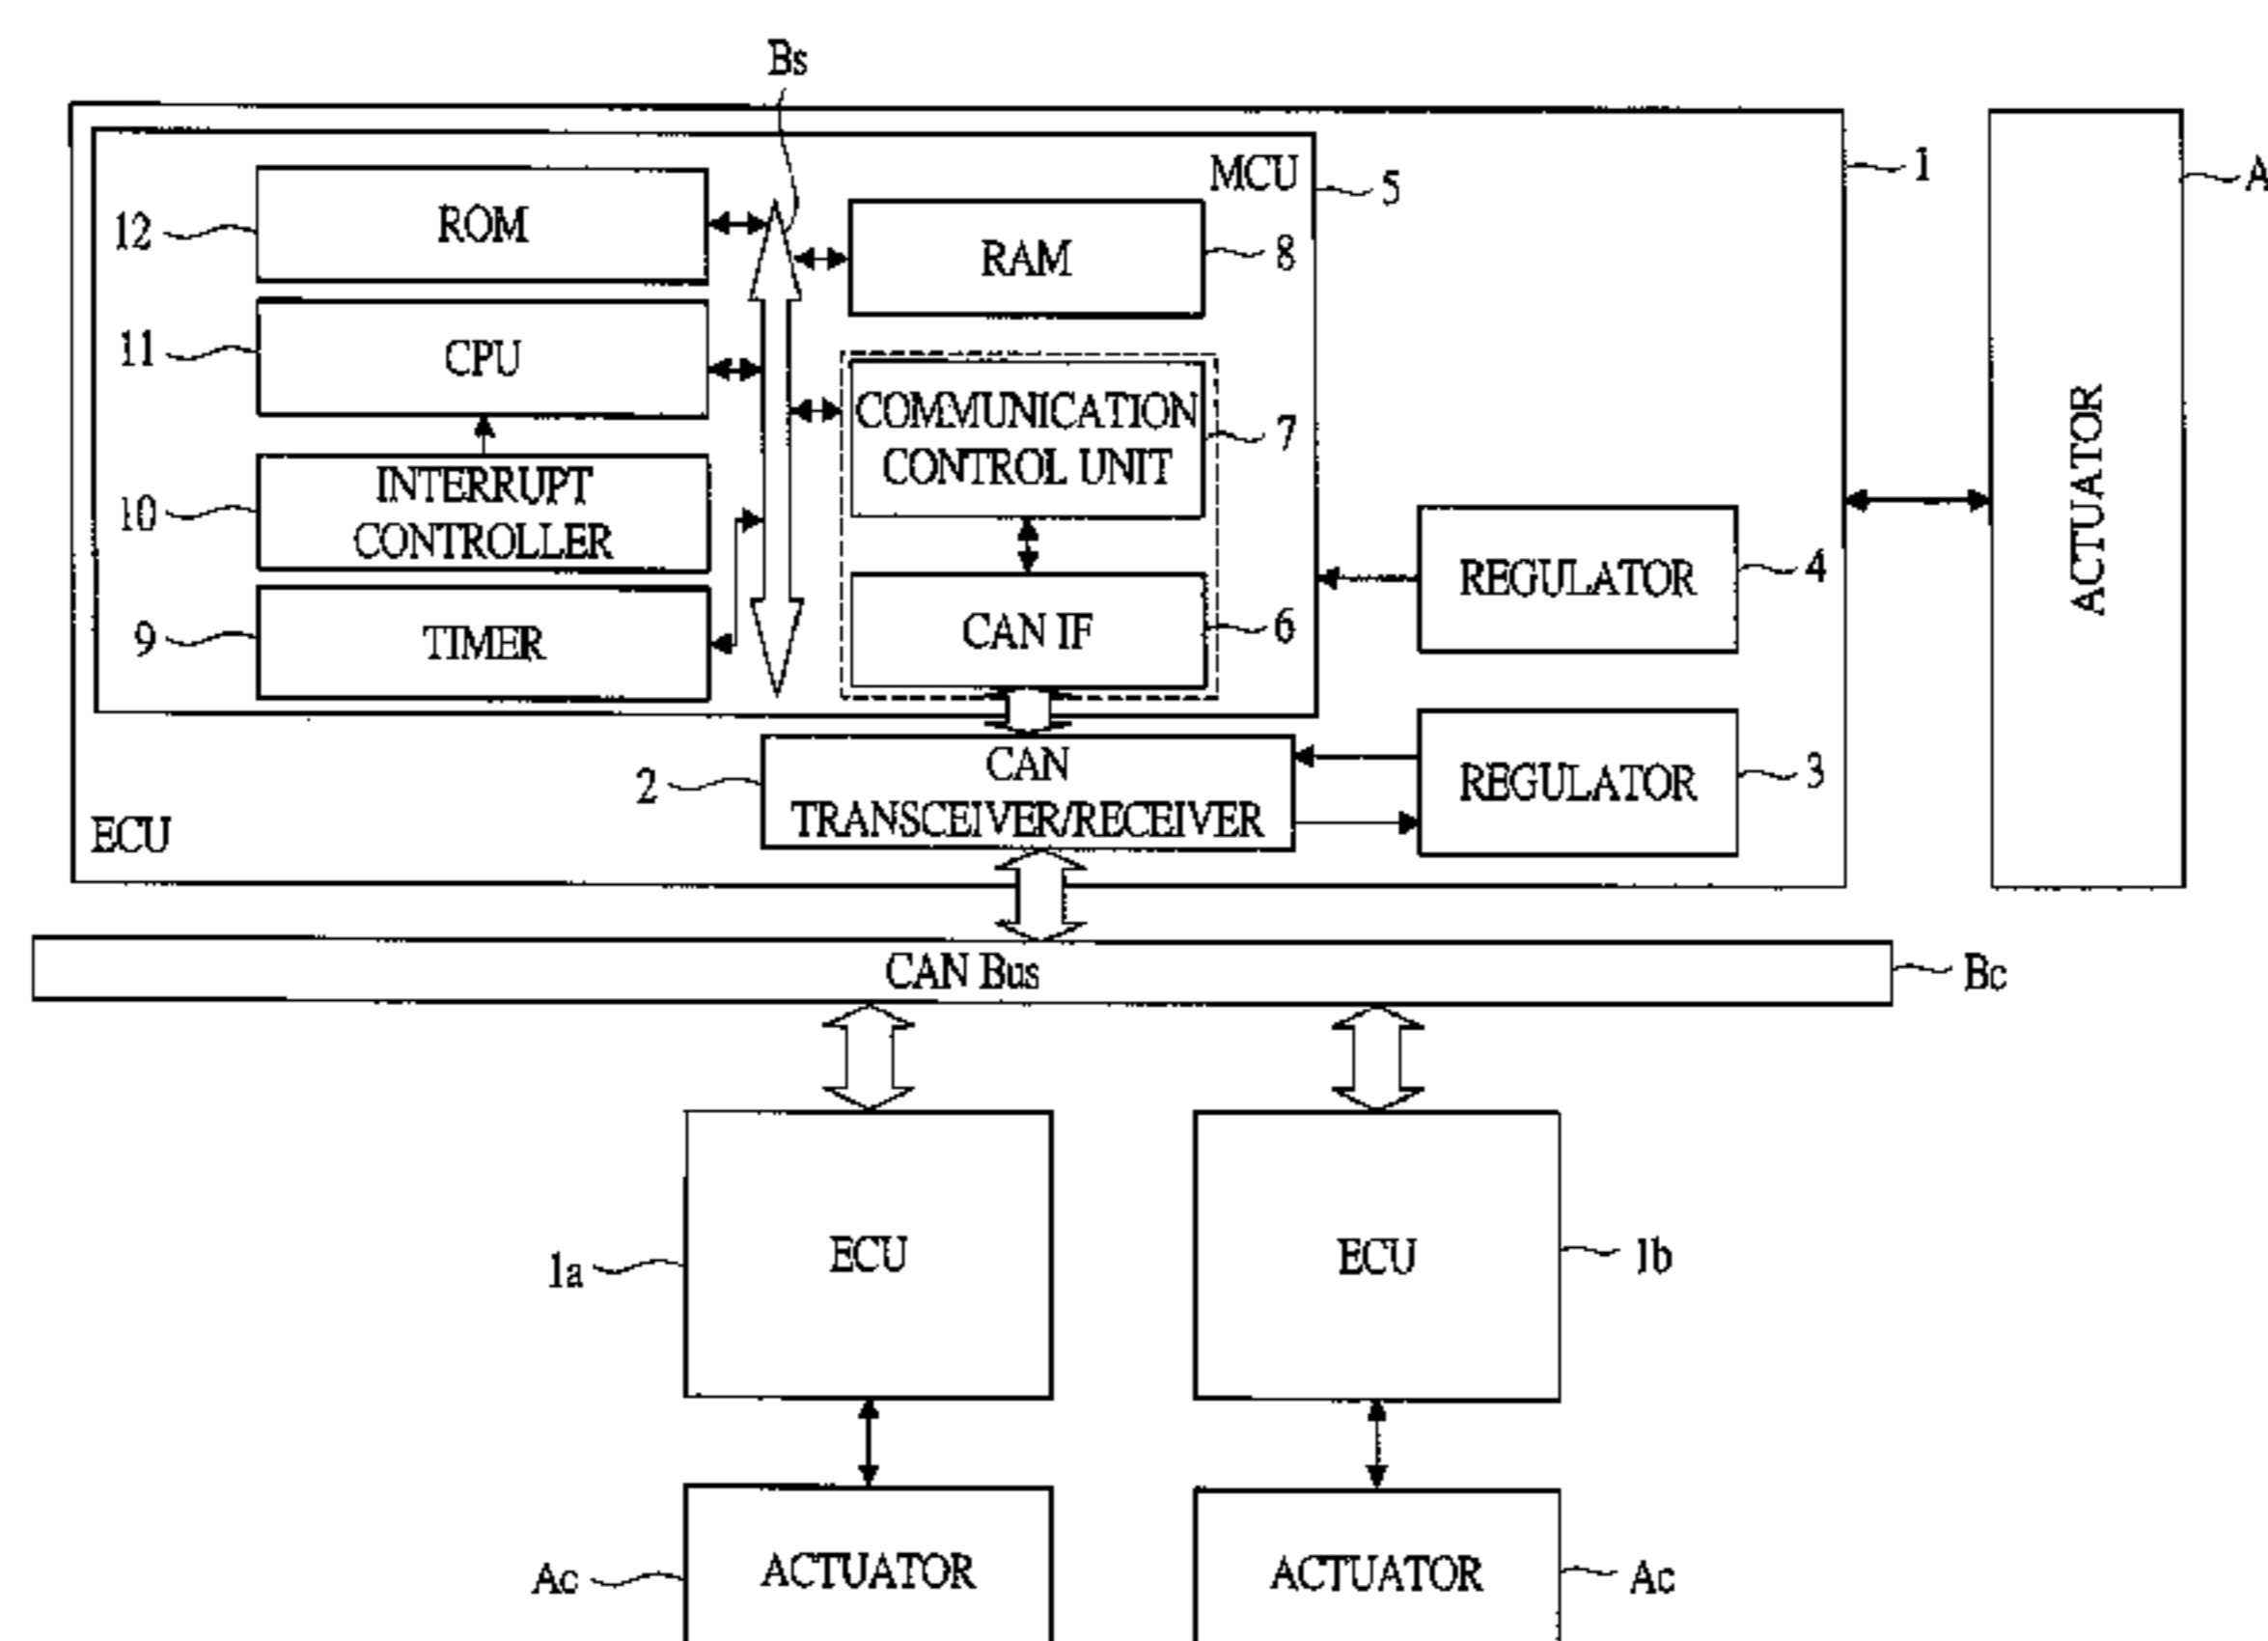 Bs
MCU
5
1
A
12
ROM
RAM
8
11
CPU
COMMUNICATION
CONTROL UNIT
7
10
INTERRUPT
CONTROLLER
ACTUATOR
REGULATOR
4
9
TIMER
CAN IF
6
2
CAN
TRANSCEIVER/RECEIVER
REGULATOR
3
ECU
CAN Bus
Bc
1a
ECU
ECU
1b
Ac
ACTUATOR
ACTUATOR
Ac